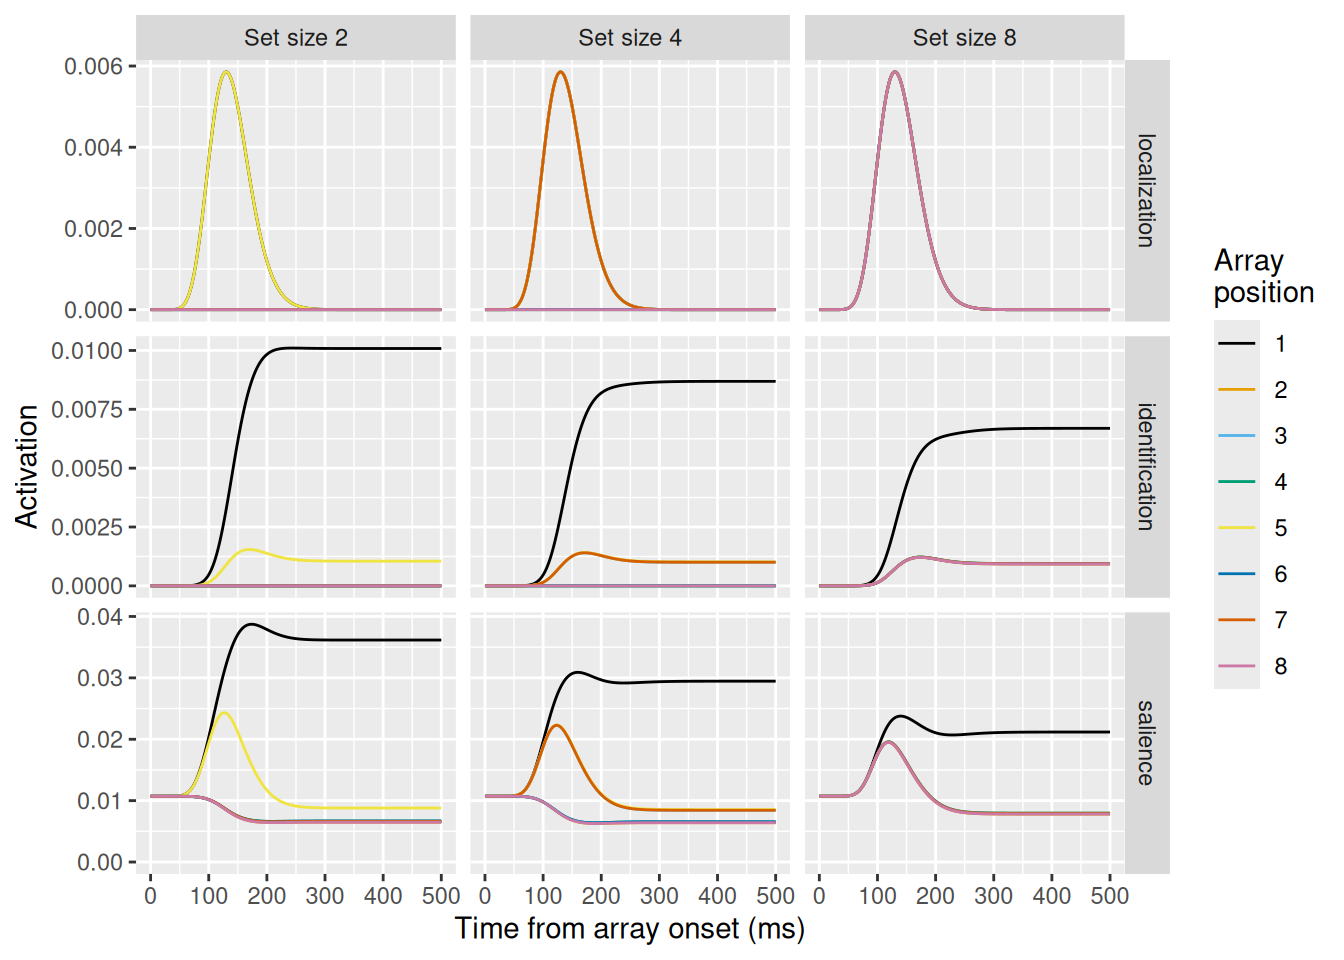 Set size 2
Set size 4
Set size 8
0.006
0.004
0.002
0.000
localization
0.0100
0.0075
0.0050
0.0025
0.0000
identification
0.04
0.03
0.02
0.01
0.00
salience
0 100 200 300 400 500
0 100 200 300 400 500
0 100 200 300 400 500
Time from array onset (ms)
Activation
Array
position
1
2
3
4
5
6
7
8